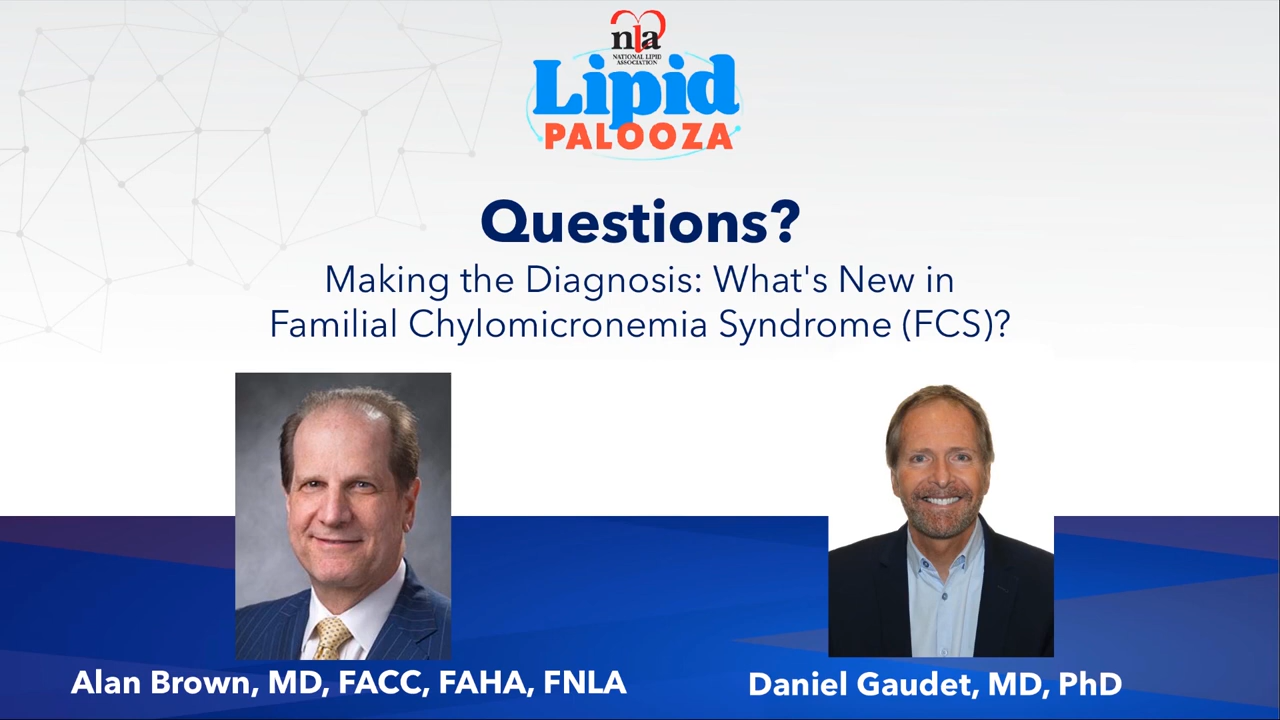 nla
NATIONAL LIPID
ASSOCIATION
Lipid
PALOOZA
Questions?
Making the Diagnosis: What's New in
Familial Chylomicronemia Syndrome (FCS)?
Alan Brown, MD, FACC, FAHA, FNLA
Daniel Gaudet, MD, PhD